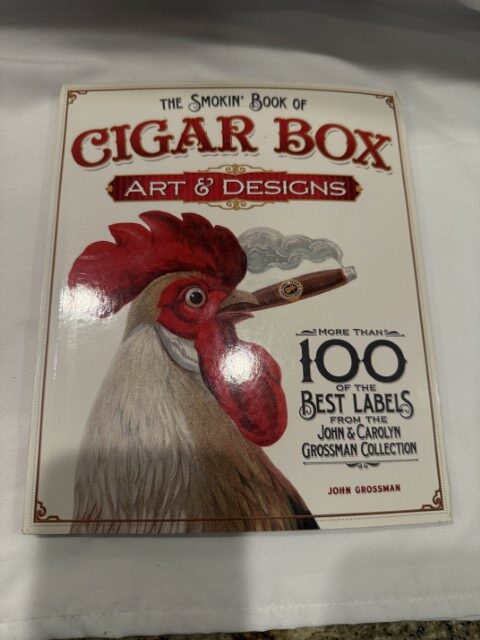 The Smokin' Book of
CIGAR BOX
ART & DESIGNS
MORE THAN
100
OF THE
BEST LABELS
FROM THE
JOHN & CAROLYN
GROSSMAN COLLECTION
JOHN GROSSMAN